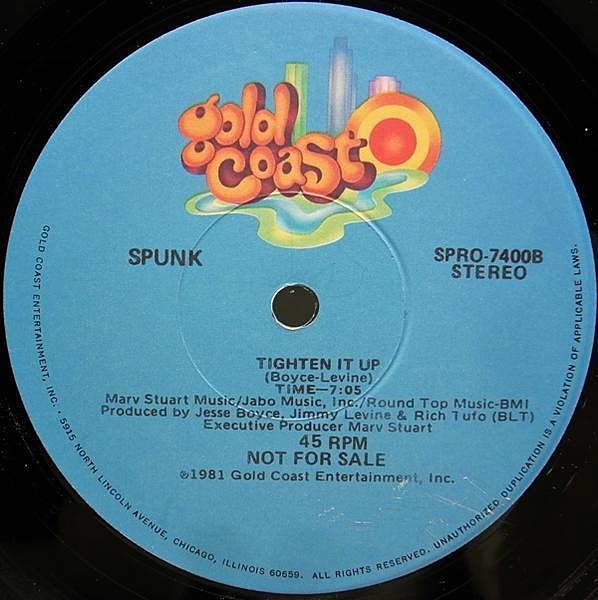 gold
coast
SPUNK
SPRO-7400B
STEREO
TIGHTEN IT UP
(Boyce-Levine)
TIME—7:05
Marv Stuart Music/Jabo Music, Inc./Round Top Music-BMI
Produced by Jesse Boyce, Jimmy Levine & Rich Tufo (BLT)
Executive Producer Marv Stuart
45 RPM
NOT FOR SALE
℗1981 Gold Coast Entertainment, Inc.
GOLD COAST ENTERTAINMENT, INC. · 5915 NORTH LINCOLN AVENUE, CHICAGO, ILLINOIS 60659. ALL RIGHTS RESERVED. UNAUTHORIZED DUPLICATION IS A VIOLATION OF APPLICABLE LAWS.